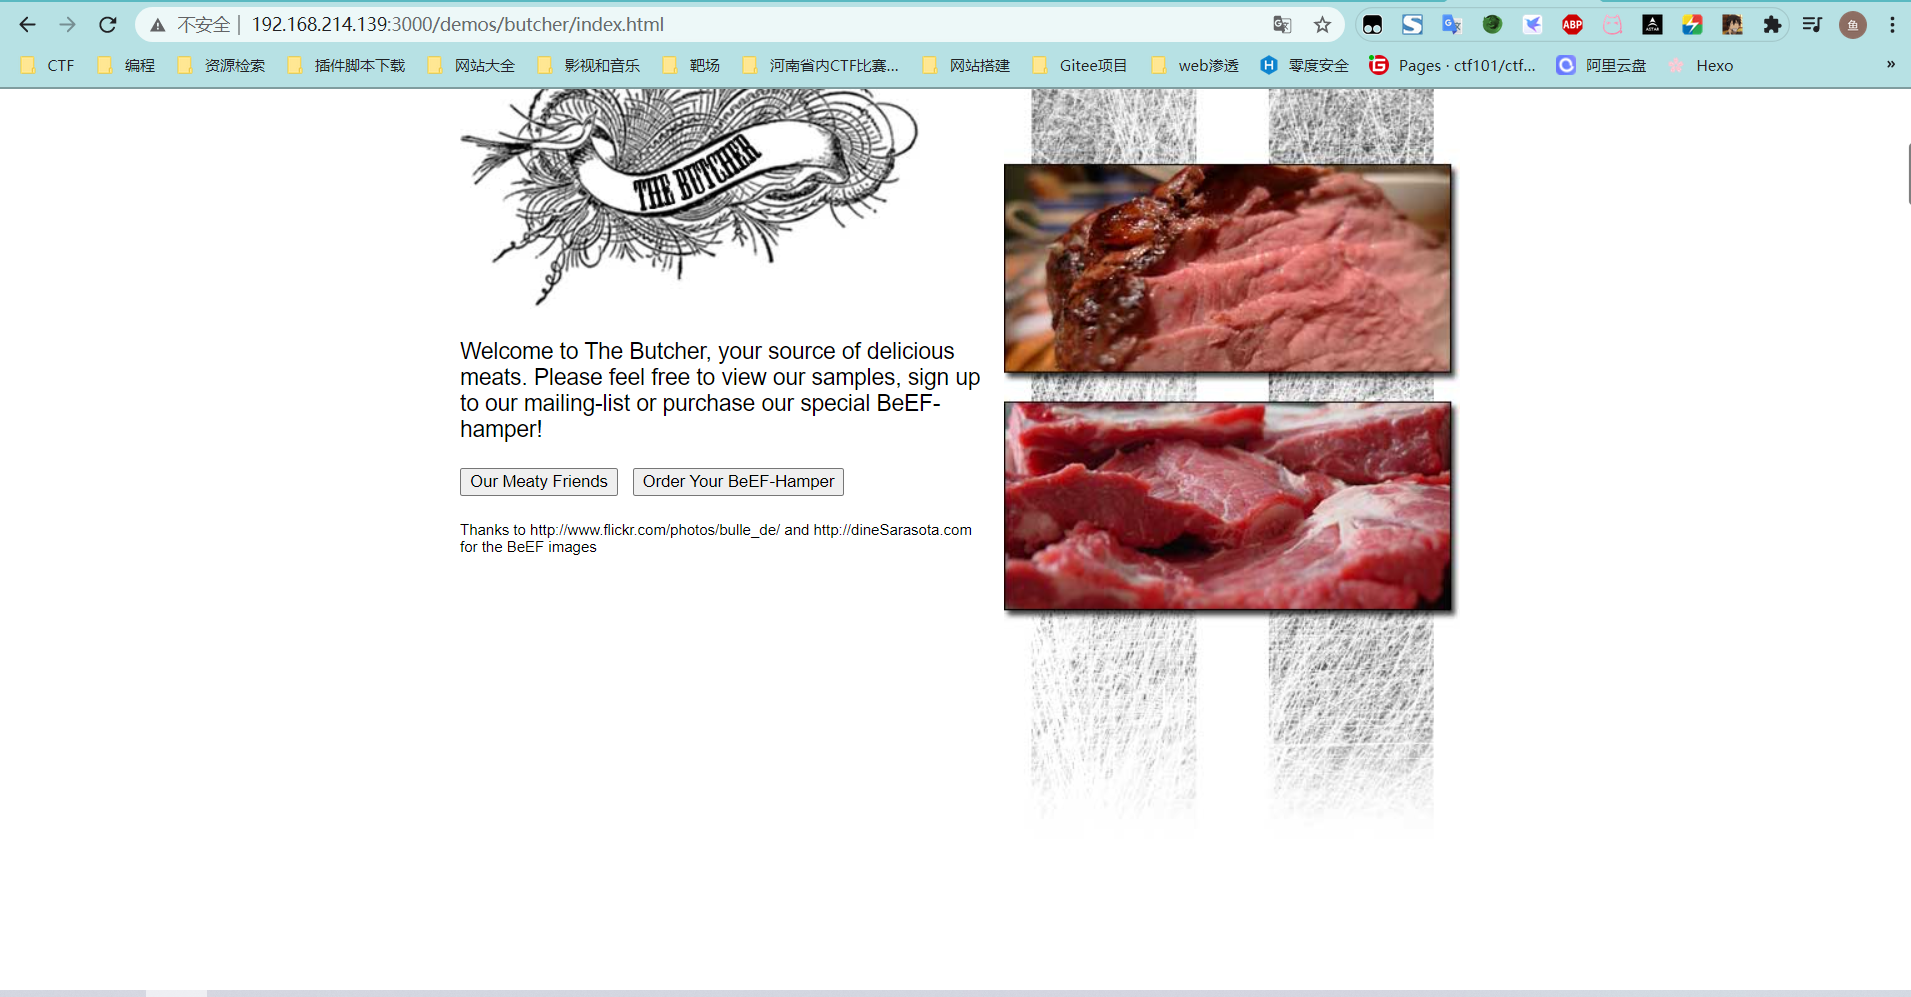 不安全 192.168.214.139:3000/demos/butcher/index.html
ABP
ASTAR
鱼
CTF 编程 资源检索 插件脚本下载 网站大全 影视和音乐 靶场 河南省内CTF比赛... 网站搭建 Gitee项目 web渗透 零度安全 Pages · ctf101/ctf... 阿里云盘 Hexo »
THE BUTCHER
Welcome to The Butcher, your source of delicious
meats. Please feel free to view our samples, sign up
to our mailing-list or purchase our special BeEF-
hamper!
Our Meaty Friends Order Your BeEF-Hamper
Thanks to http://www.flickr.com/photos/bulle_de/ and http://dineSarasota.com
for the BeEF images